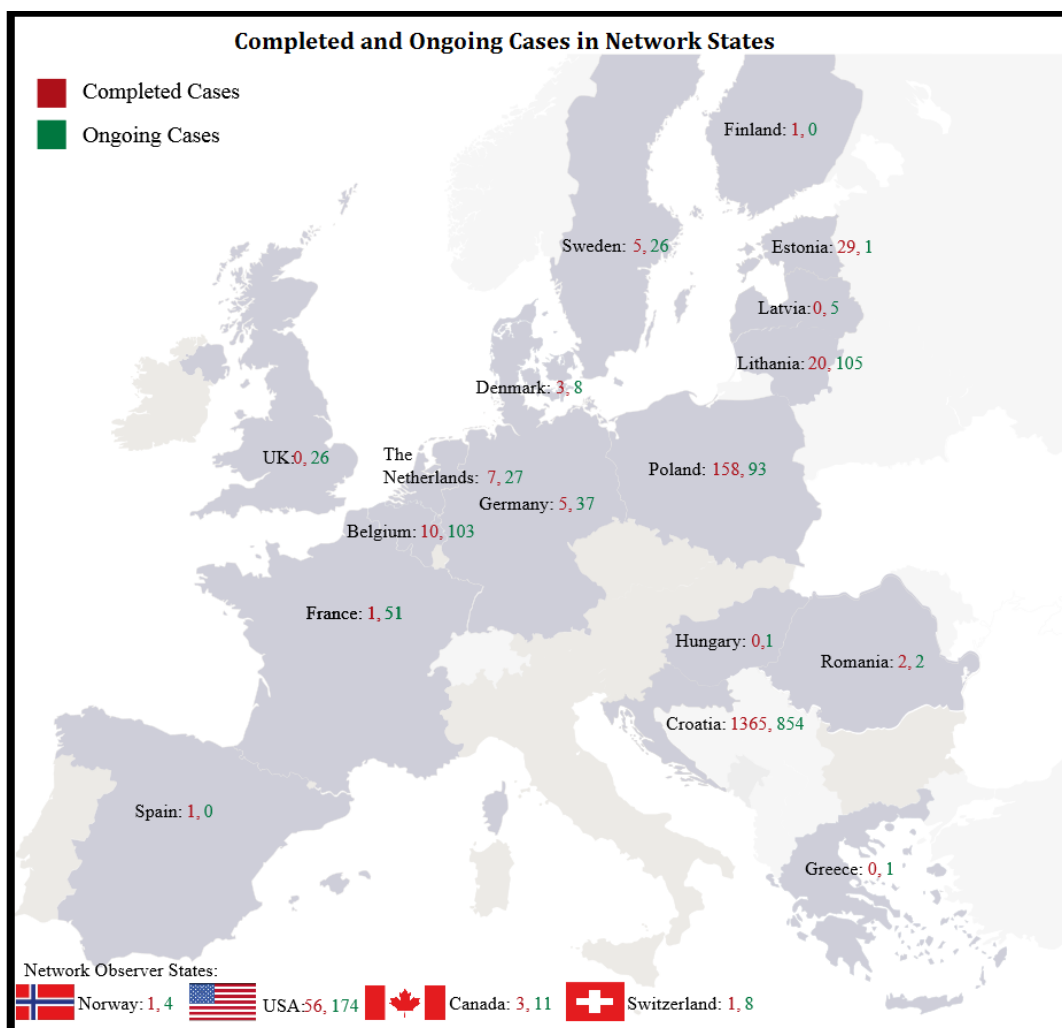 Completed and Ongoing Cases in Network States
Completed Cases
Ongoing Cases
Finland: 1, 0
Sweden: 5, 26
Estonia: 29, 1
Latvia: 0, 5
Lithania: 20, 105
Denmark: 3, 8
UK:0, 26
The
Netherlands: 7, 27
Poland: 158, 93
Germany: 5, 37
Belgium: 10, 103
France: 1, 51
Hungary: 0,1
Romania: 2, 2
Croatia: 1365, 854
Spain: 1, 0
Greece: 0, 1
Network Observer States:
Norway: 1, 4 USA:56, 174 Canada: 3, 11 Switzerland: 1, 8